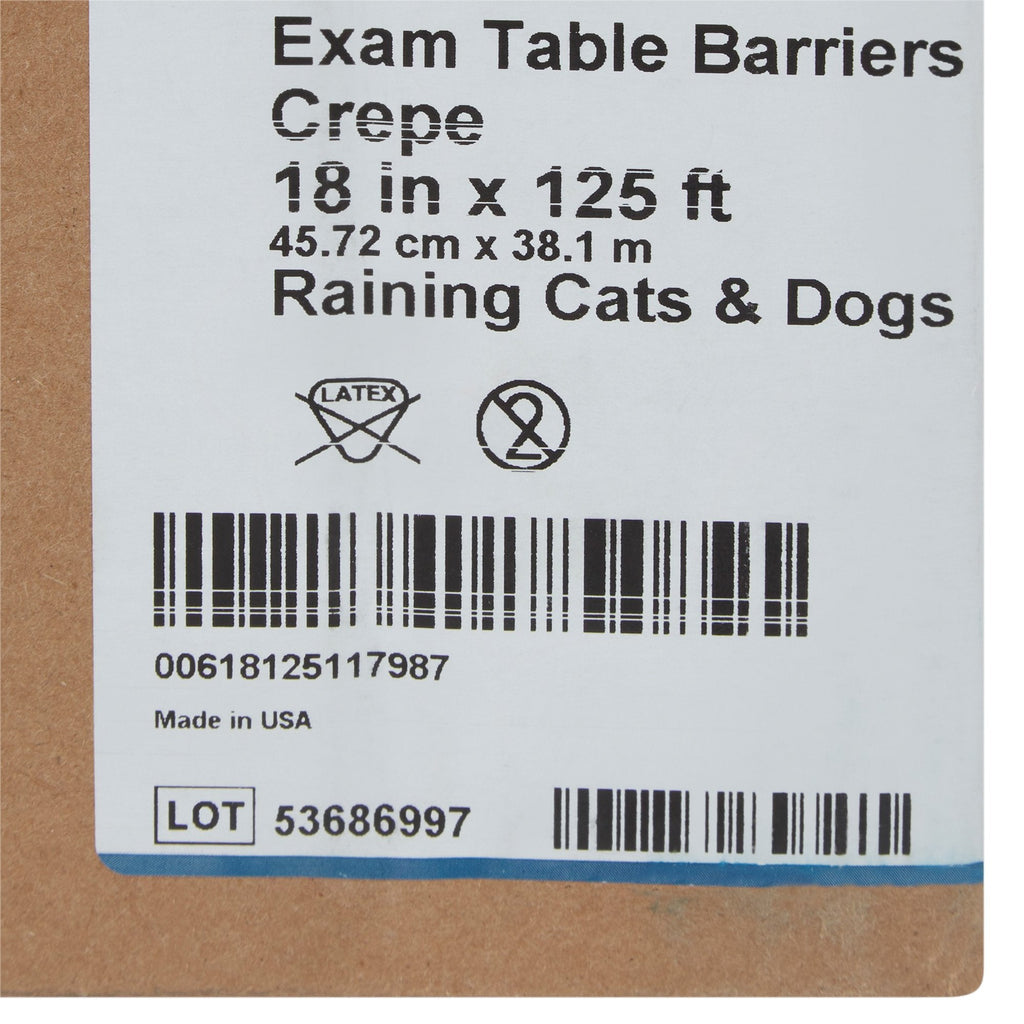 Exam Table Barriers
Crepe
18 in x 125 ft
45.72 cm x 38.1 m
Raining Cats & Dogs
LATEX
2
00618125117987
Made in USA
LOT 53686997